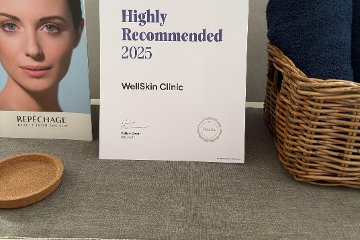 Highly
Recommended
2025
WellSkin Clinic
REPÊCHAGE